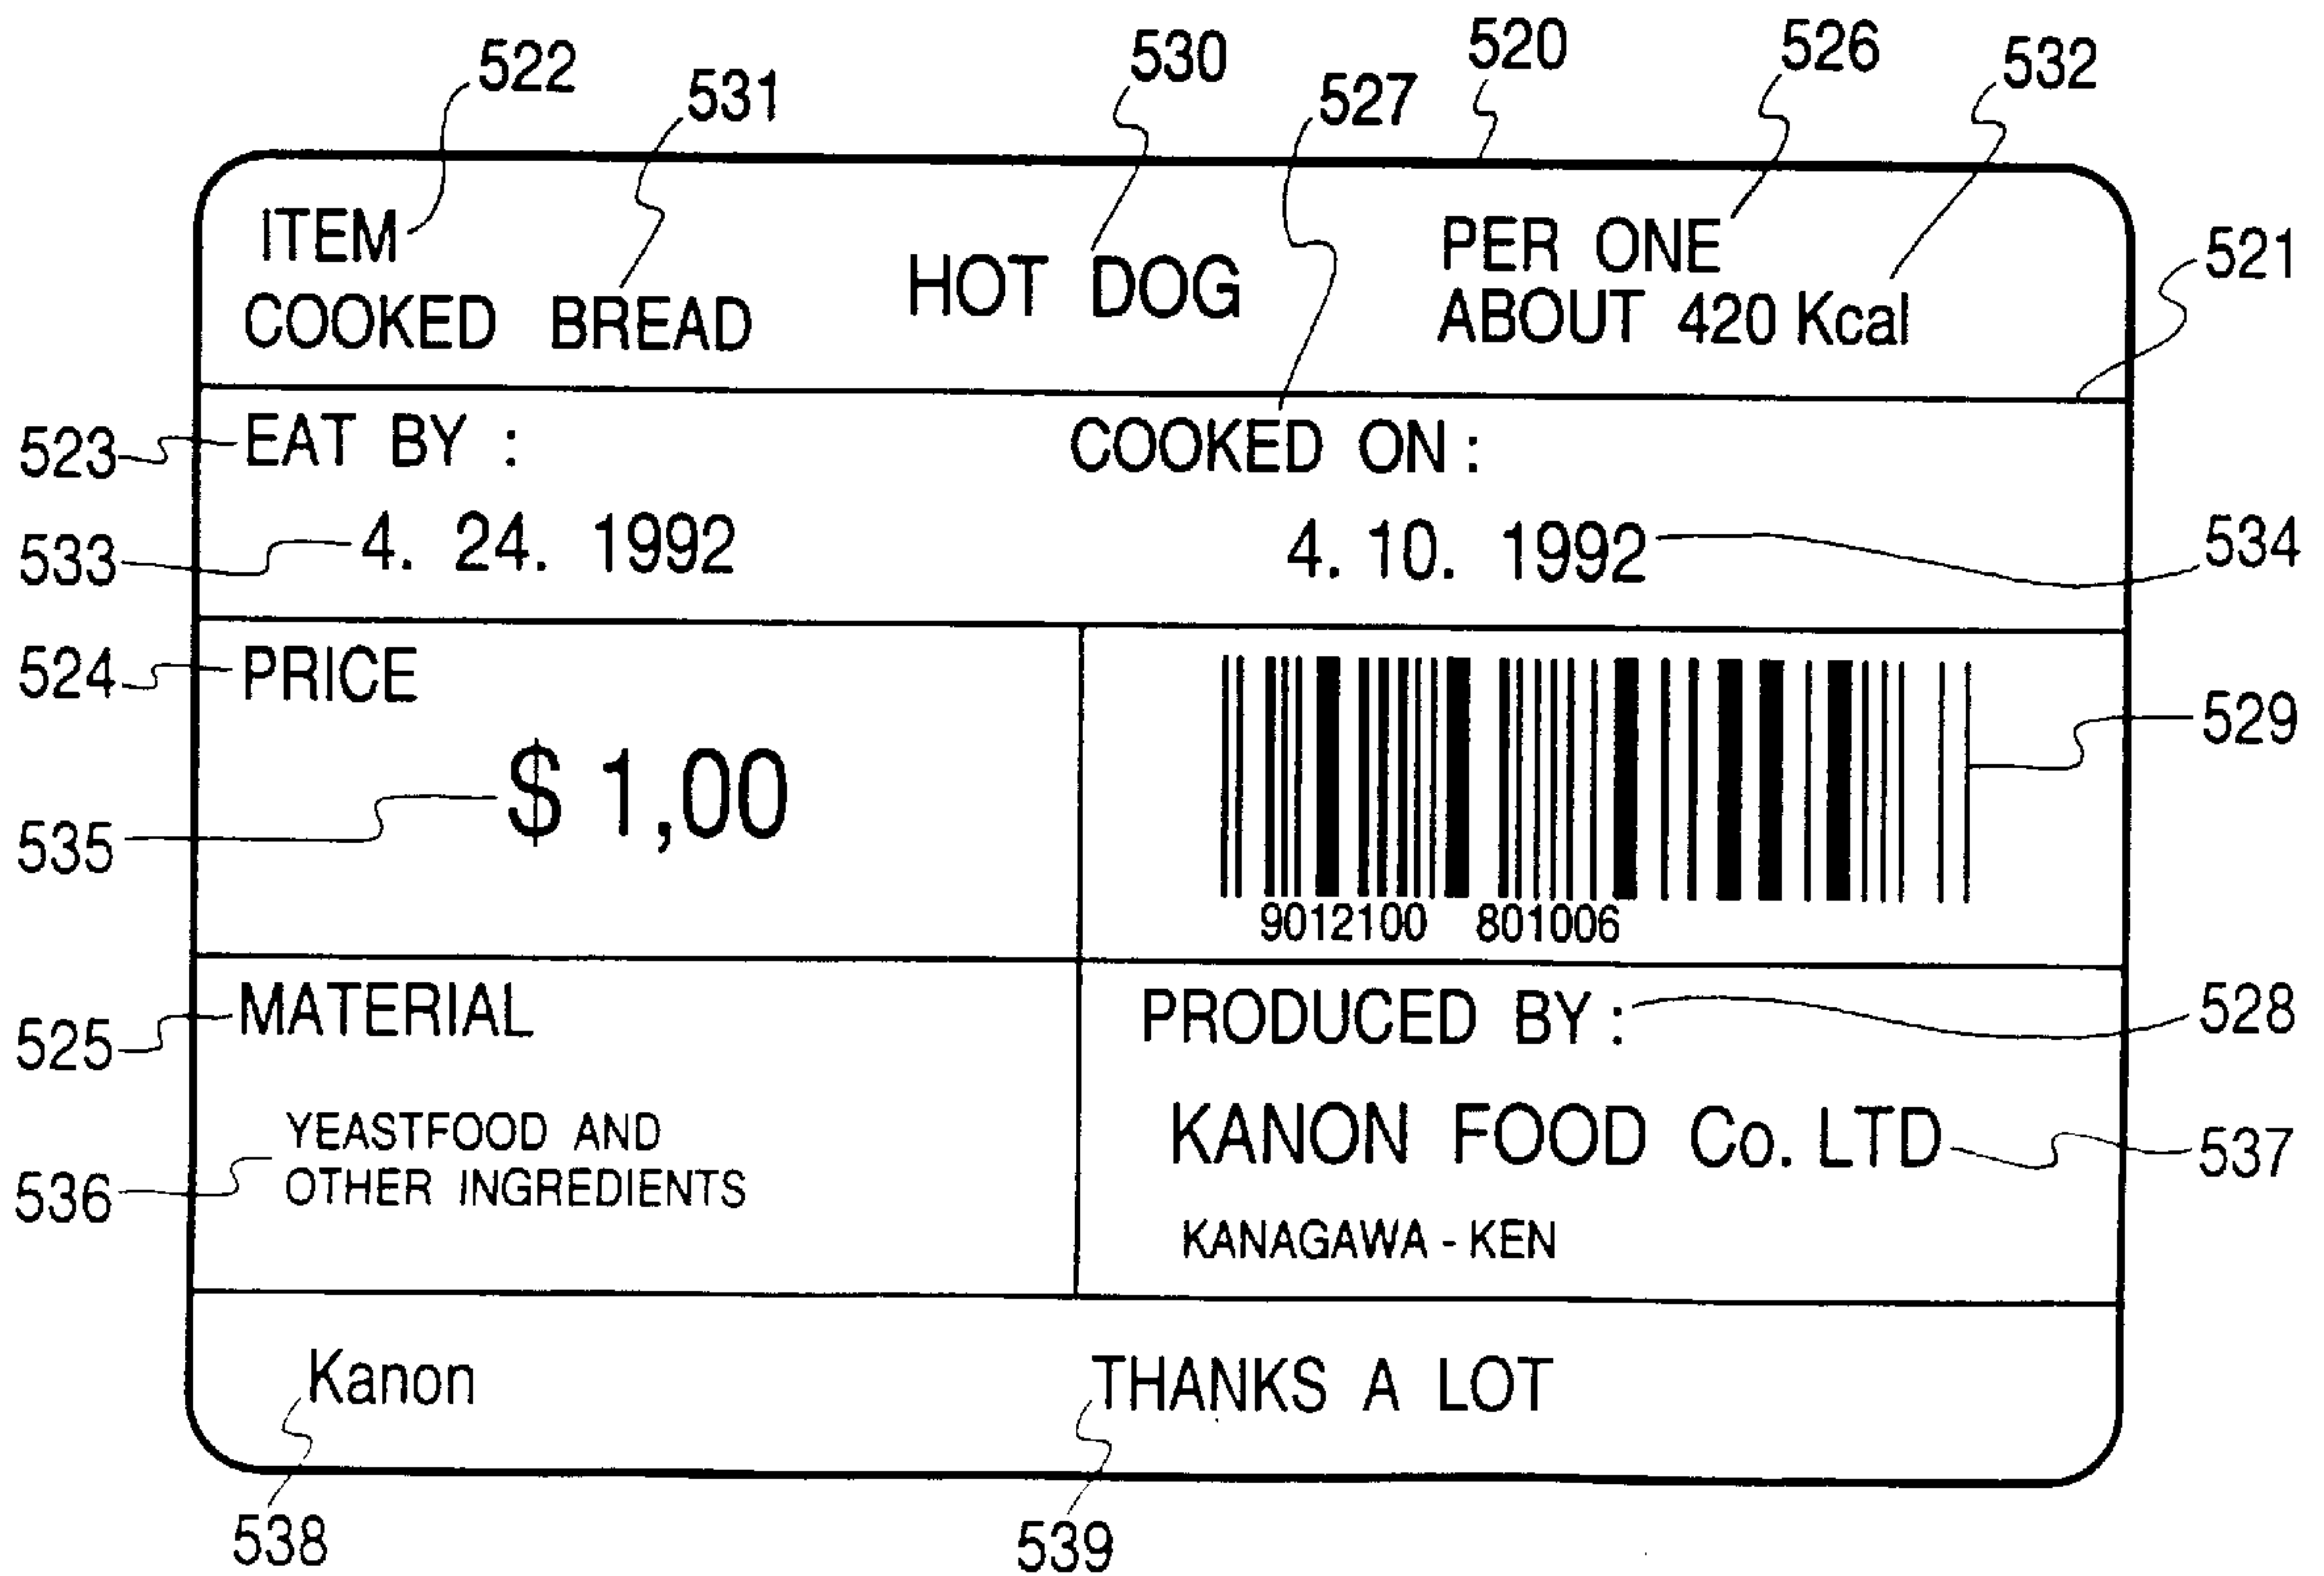 522
531
530
527
520
526
532
ITEM
COOKED BREAD
HOT DOG
PER ONE
ABOUT 420 Kcal
521
523
EAT BY :
COOKED ON :
533
4. 24. 1992
4. 10. 1992
534
524
PRICE
535
$ 1,00
529
9012100 801006
525
MATERIAL
536
YEASTFOOD AND
OTHER INGREDIENTS
PRODUCED BY :
528
KANON FOOD Co. LTD
537
KANAGAWA - KEN
Kanon
THANKS A LOT
538
539